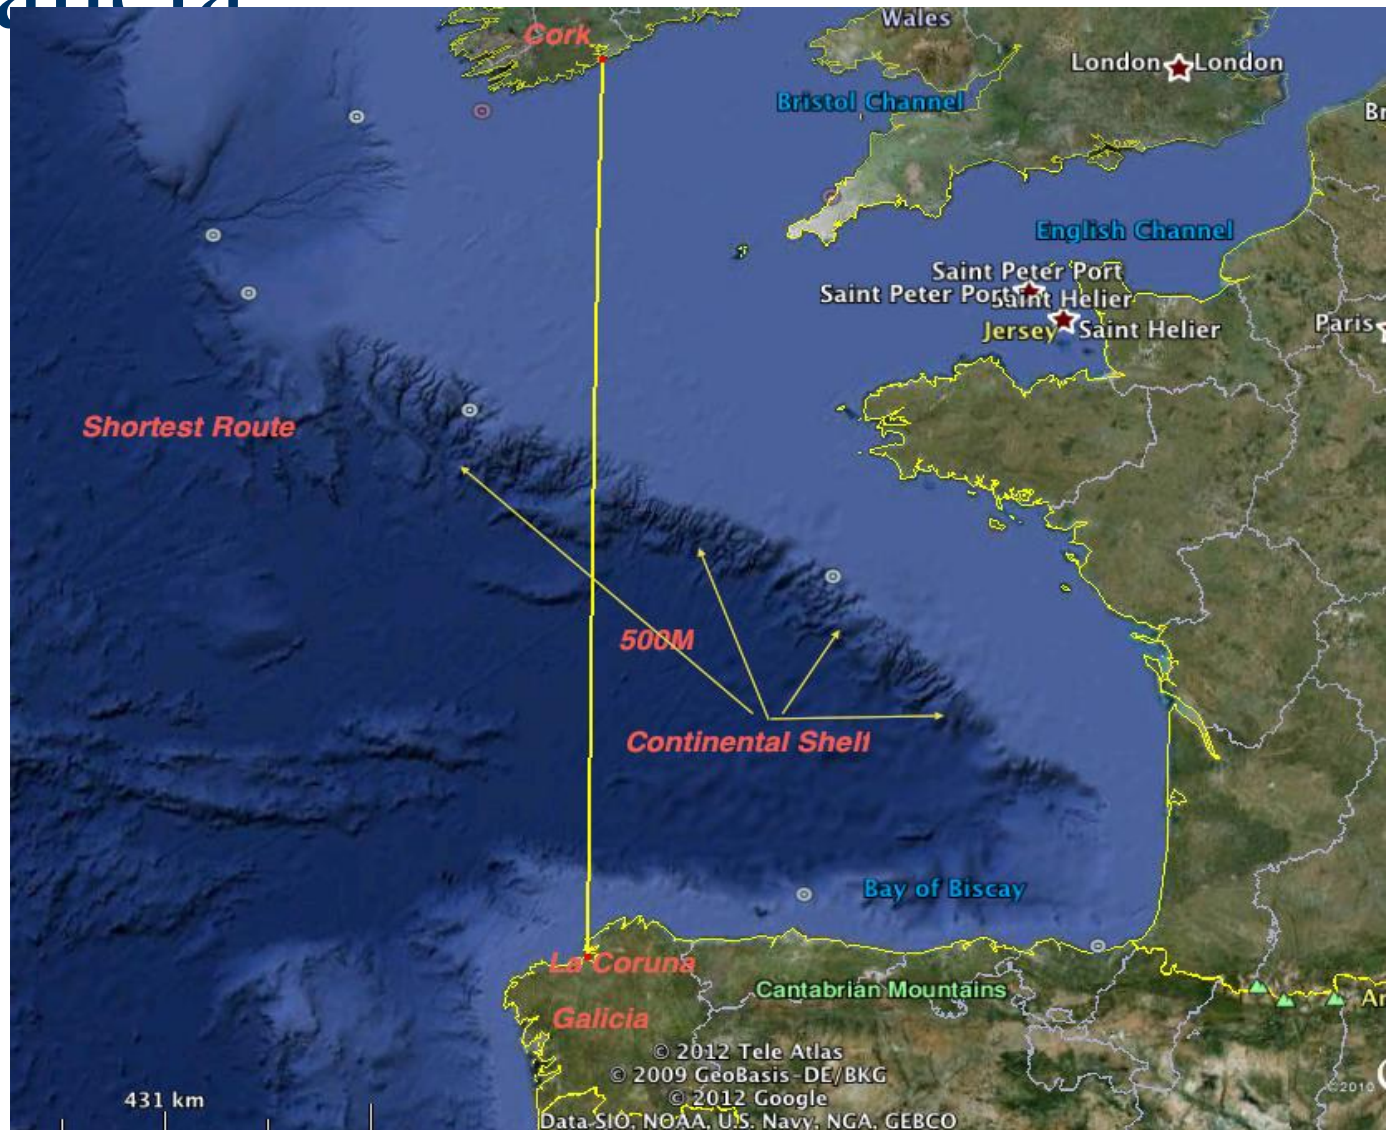 Cork
Wales
London
London
Bristol Channel
English Channel
Saint Peter Port
Saint Peter Port
Saint Helier
Jersey
Saint Helier
Paris
Shortest Route
500M
Continental Shelf
Bay of Biscay
La Coruna
Cantabrian Mountains
Galicia
© 2012 Tele Atlas
© 2009 GeoBasis-DE/BKG
© 2012 Google
Data SIO, NOAA, U.S. Navy, NGA, GEBCO
©2010
431 km